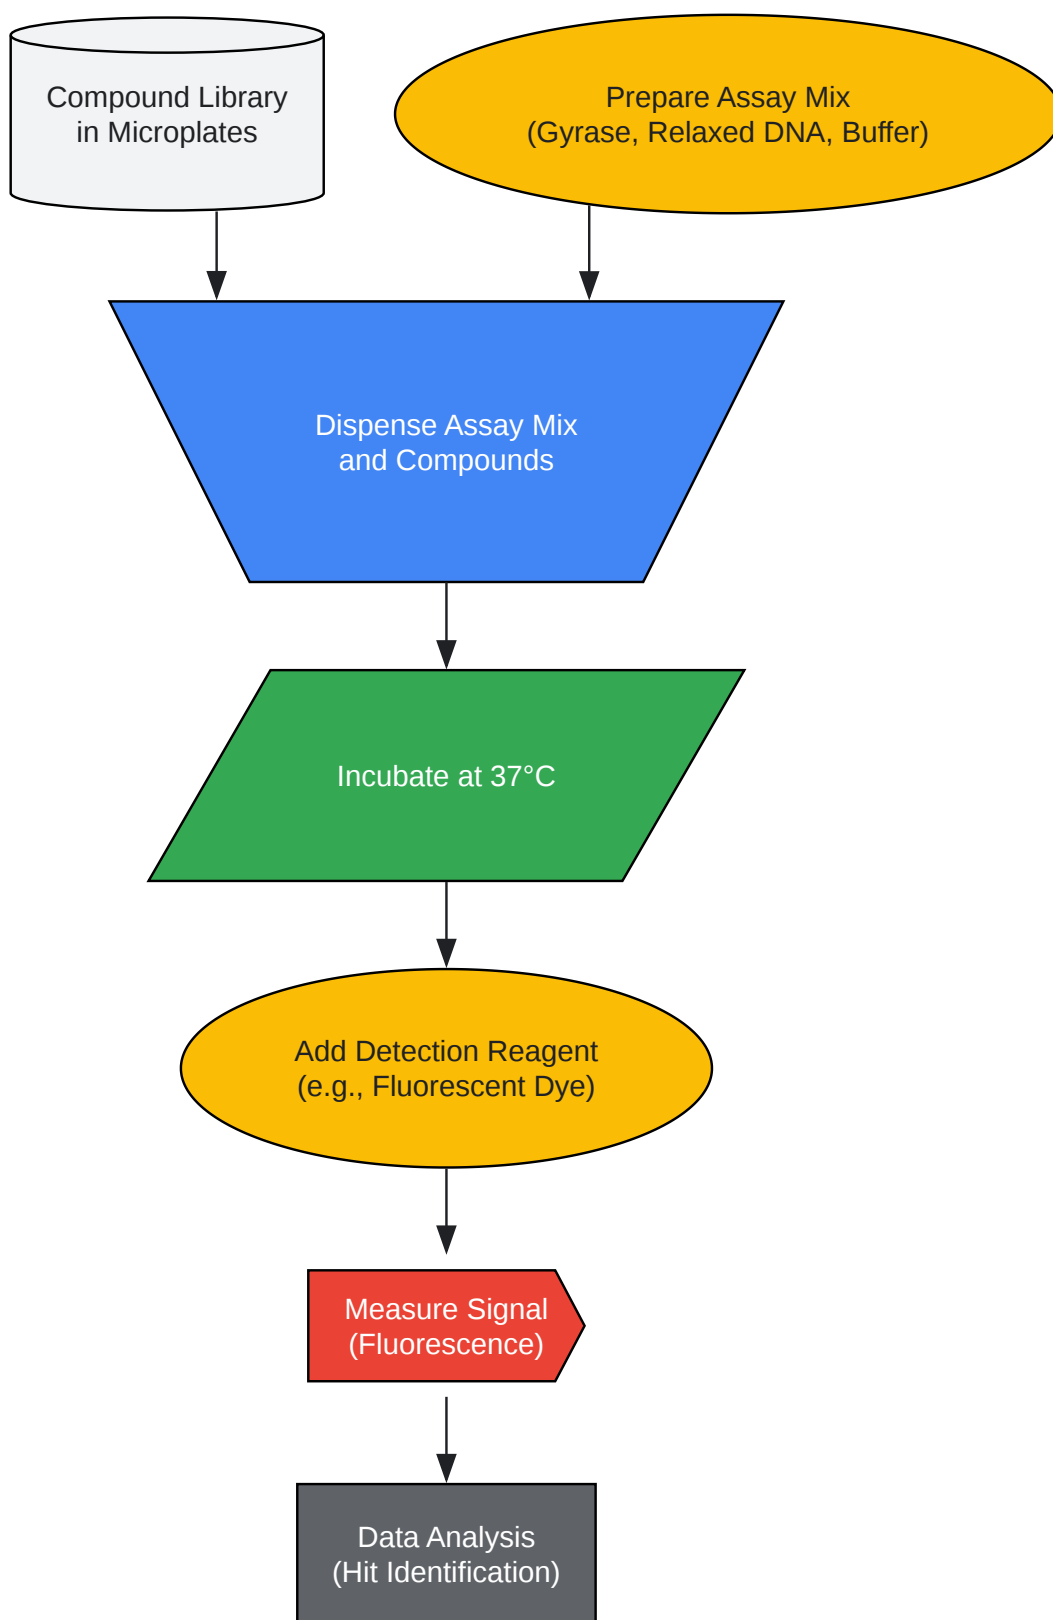 Compound Library
in Microplates
Prepare Assay Mix
(Gyrase, Relaxed DNA, Buffer)
Dispense Assay Mix
and Compounds
Incubate at 37°C
Add Detection Reagent
(e.g., Fluorescent Dye)
Measure Signal
(Fluorescence)
Data Analysis
(Hit Identification)